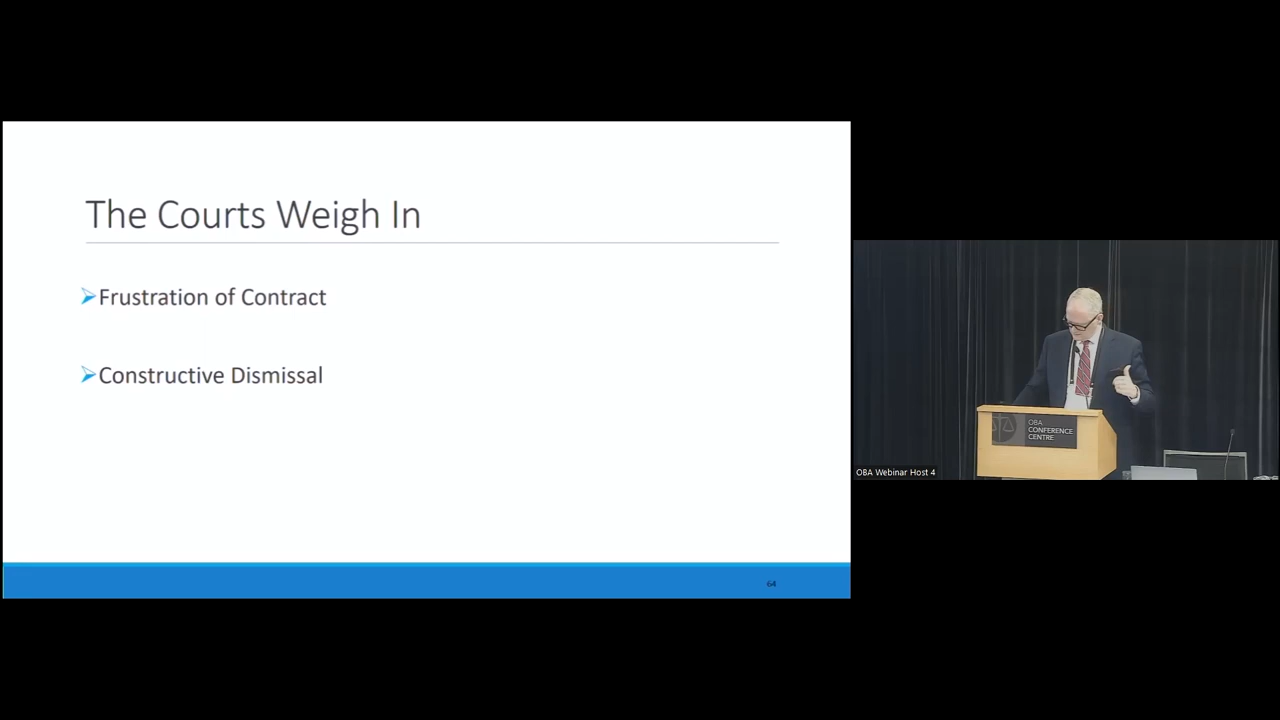 The Courts Weigh In
Frustration of Contract
Constructive Dismissal
64
OBA
CONFERENCE
CENTRE
OBA Webinar Host 4